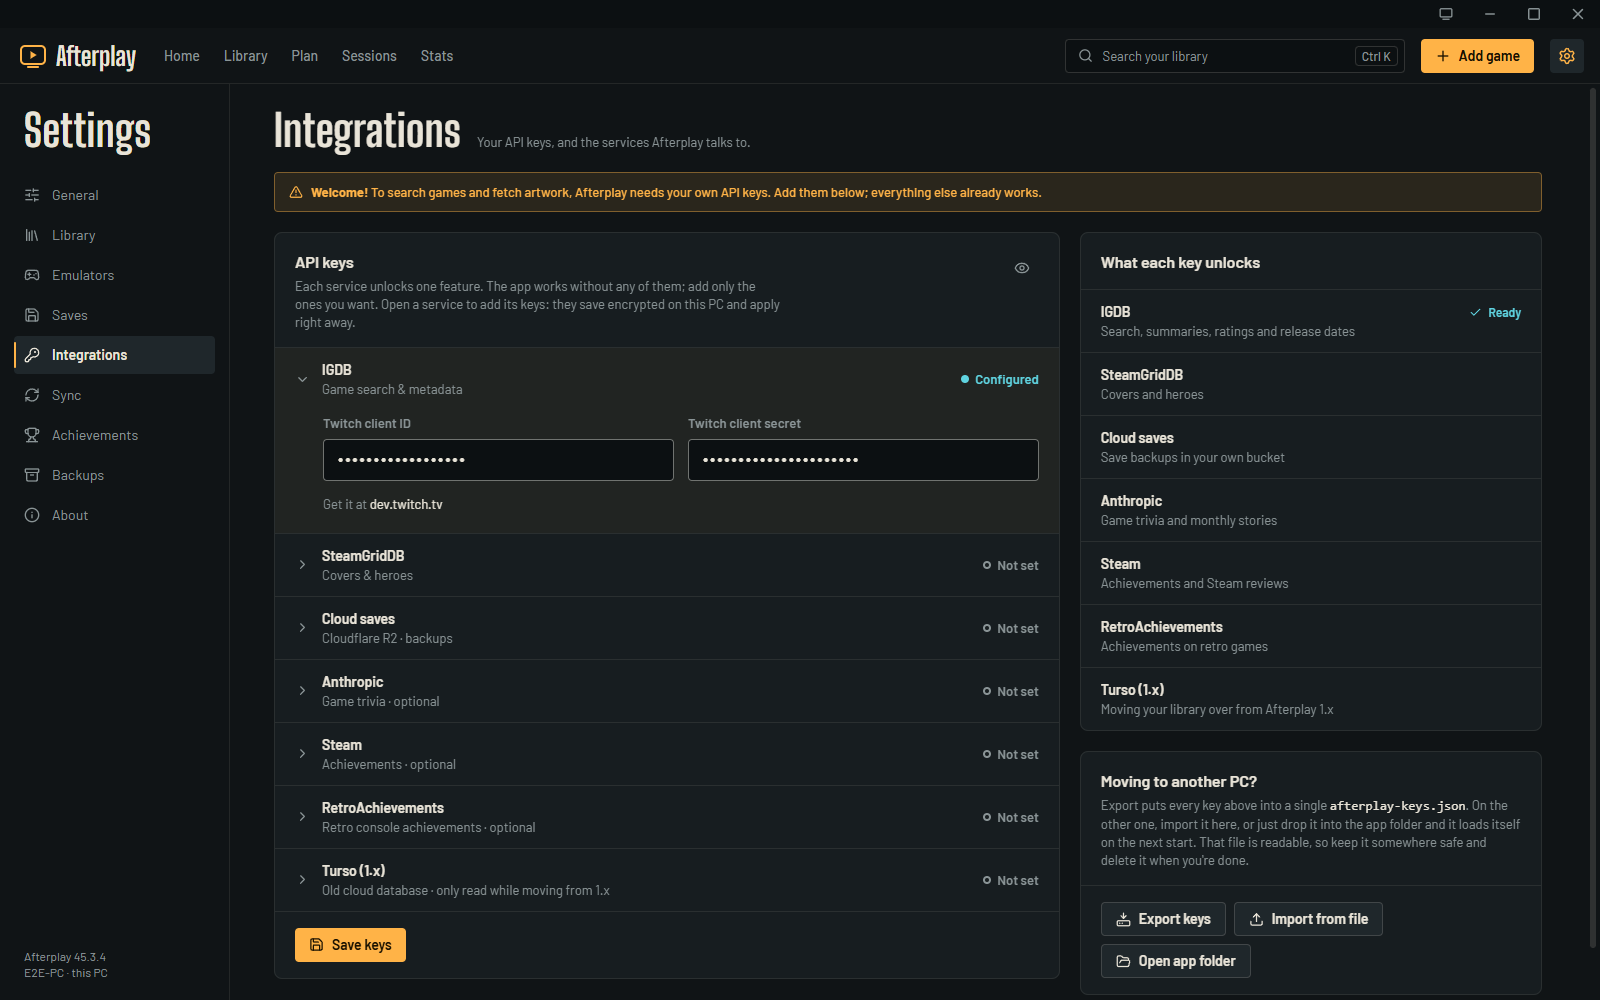 Afterplay
Home
Library
Plan
Sessions
Stats
Search your library
Ctrl K
Add game
Settings
General
Library
Emulators
Saves
Integrations
Sync
Achievements
Backups
About
Afterplay 45.3.4
E2E-PC · this PC
Integrations
Your API keys, and the services Afterplay talks to.
Welcome! To search games and fetch artwork, Afterplay needs your own API keys. Add them below; everything else already works.
API keys
Each service unlocks one feature. The app works without any of them; add only the
ones you want. Open a service to add its keys: they save encrypted on this PC and apply
right away.
IGDB
Game search & metadata
Configured
Twitch client ID
Twitch client secret
••••••••••••••••••
••••••••••••••••••••••
Get it at dev.twitch.tv
SteamGridDB
Covers & heroes
Not set
Cloud saves
Cloudflare R2 · backups
Not set
Anthropic
Game trivia · optional
Not set
Steam
Achievements · optional
Not set
RetroAchievements
Retro console achievements · optional
Not set
Turso (1.x)
Old cloud database · only read while moving from 1.x
Not set
Save keys
What each key unlocks
IGDB
Search, summaries, ratings and release dates
Ready
SteamGridDB
Covers and heroes
Cloud saves
Save backups in your own bucket
Anthropic
Game trivia and monthly stories
Steam
Achievements and Steam reviews
RetroAchievements
Achievements on retro games
Turso (1.x)
Moving your library over from Afterplay 1.x
Moving to another PC?
Export puts every key above into a single afterplay-keys.json. On the
other one, import it here, or just drop it into the app folder and it loads itself
on the next start. That file is readable, so keep it somewhere safe and
delete it when you're done.
Export keys
Import from file
Open app folder